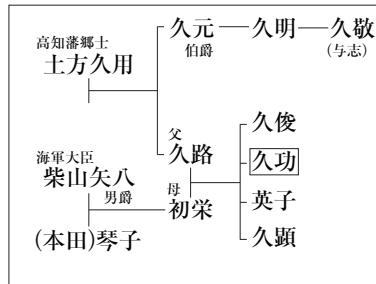 高知藩郷士
土方久用
久元
伯爵
久明
久敬
(与志)
海軍大臣
柴山矢八
男爵
(本田)琴子
父
久路
母
初栄
久俊
久功
英子
久顕